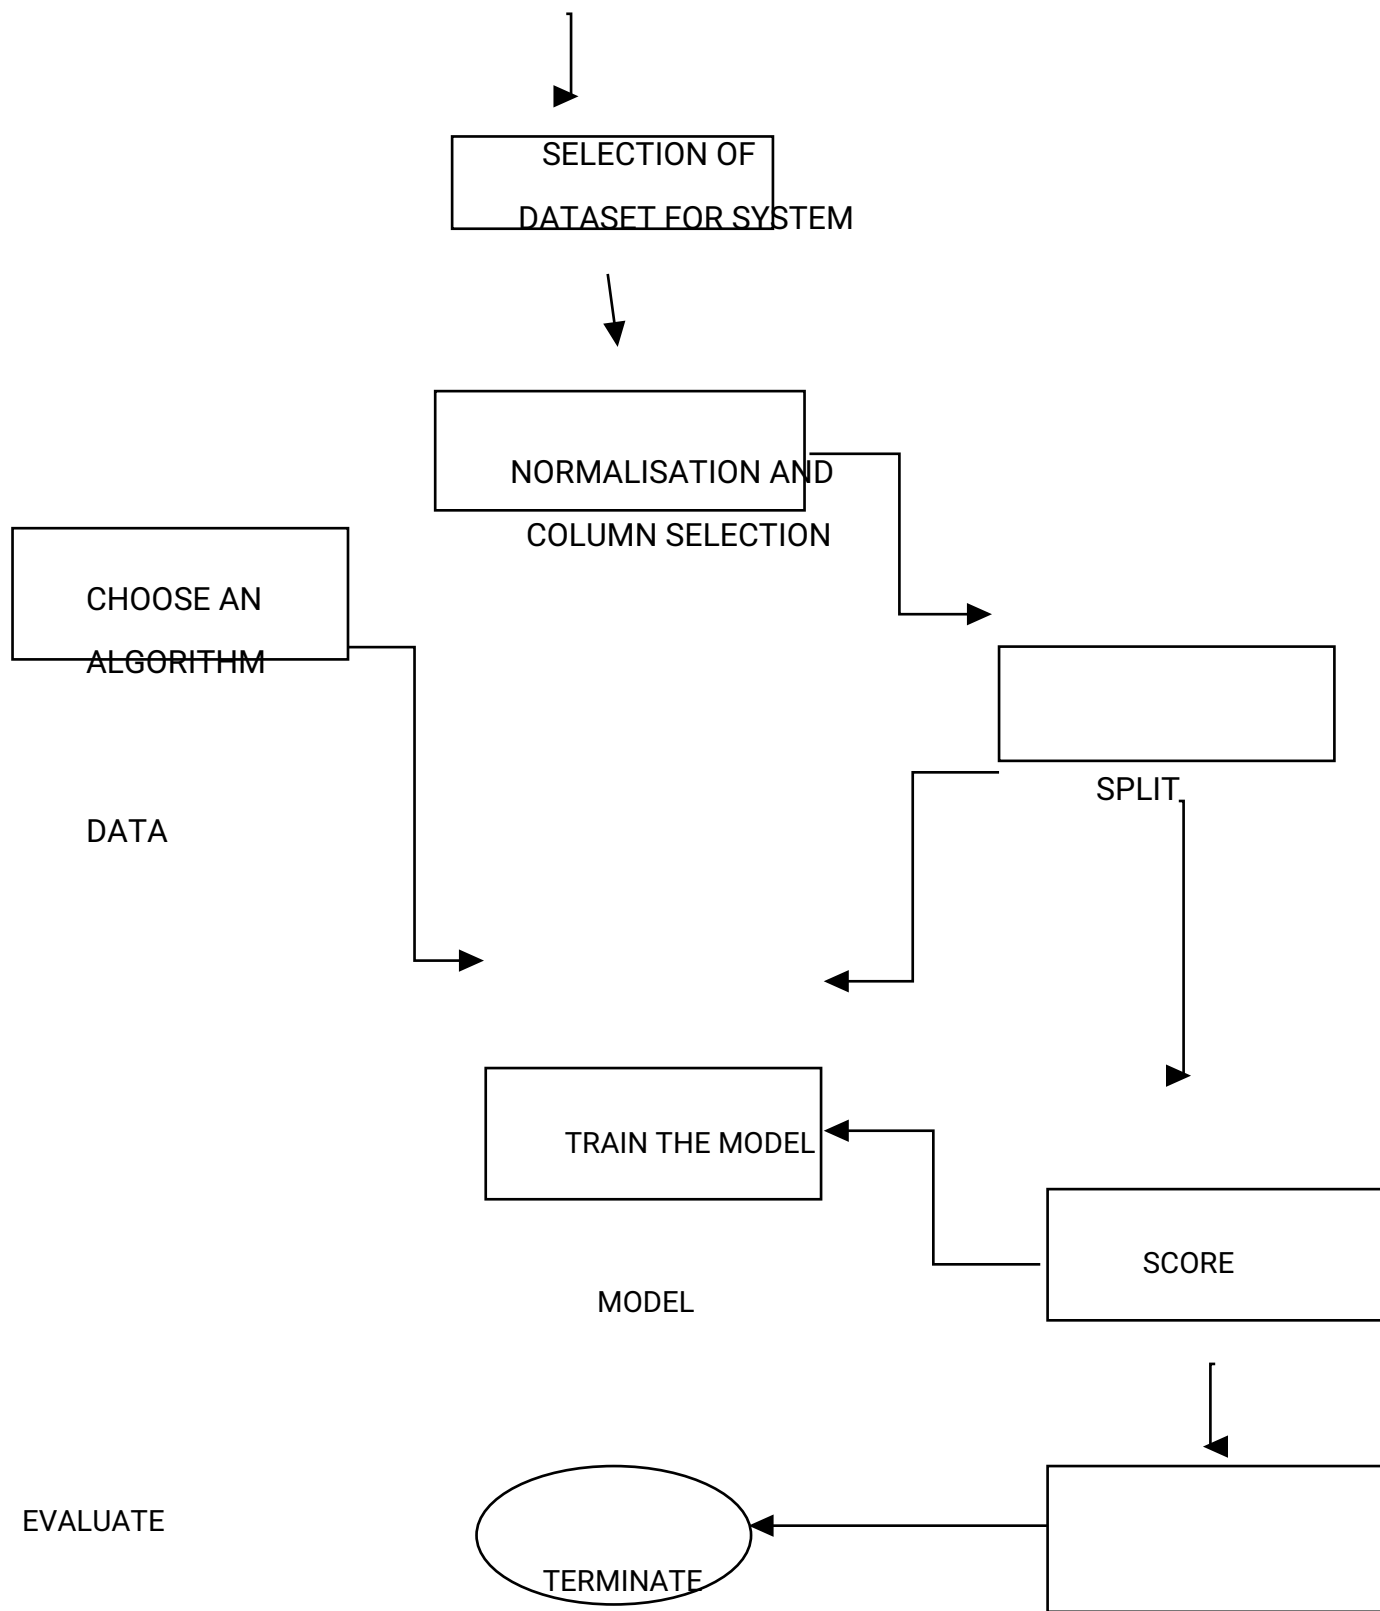 SELECTION OF
DATASET FOR SYSTEM
NORMALISATION AND
COLUMN SELECTION
CHOOSE AN
ALGORITHM
SPLIT
DATA
TRAIN THE MODEL
SCORE
MODEL
EVALUATE
TERMINATE